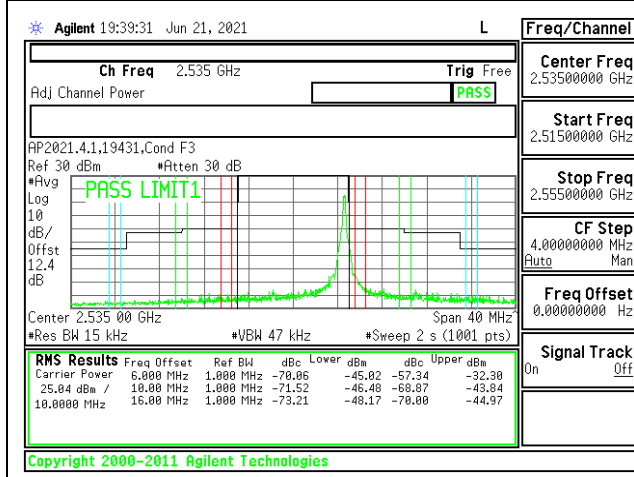 Agilent 19:39:31 Jun 21, 2021 L
Freq/Channel
Ch Freq 2.535 GHz Trig Free
Adj Channel Power PASS
Center Freq
2.53500000 GHz
Start Freq
2.51500000 GHz
Stop Freq
2.55500000 GHz
CF Step
4.00000000 MHz
Auto Man
Freq Offset
0.00000000 Hz
Signal Track
On Off
AP2021.4.1,19431,Cond F3
Ref 30 dBm #Atten 30 dB
#Avg
Log
10
dB/
Offst
12.4
dB
PASS LIMIT1
Center 2.535 00 GHz Span 40 MHz^
#Res BW 15 kHz #VBW 47 kHz #Sweep 2 s (1001 pts)
RMS Results Freq Offset Ref BW dBc Lower dBm dBc Upper dBm
Carrier Power 6.000 MHz 1.000 MHz -70.06 -45.02 -57.34 -32.30
25.04 dBm / 10.00 MHz 1.000 MHz -71.52 -46.48 -68.87 -43.84
10.0000 MHz 16.00 MHz 1.000 MHz -73.21 -48.17 -70.00 -44.97
Copyright 2000-2011 Agilent Technologies